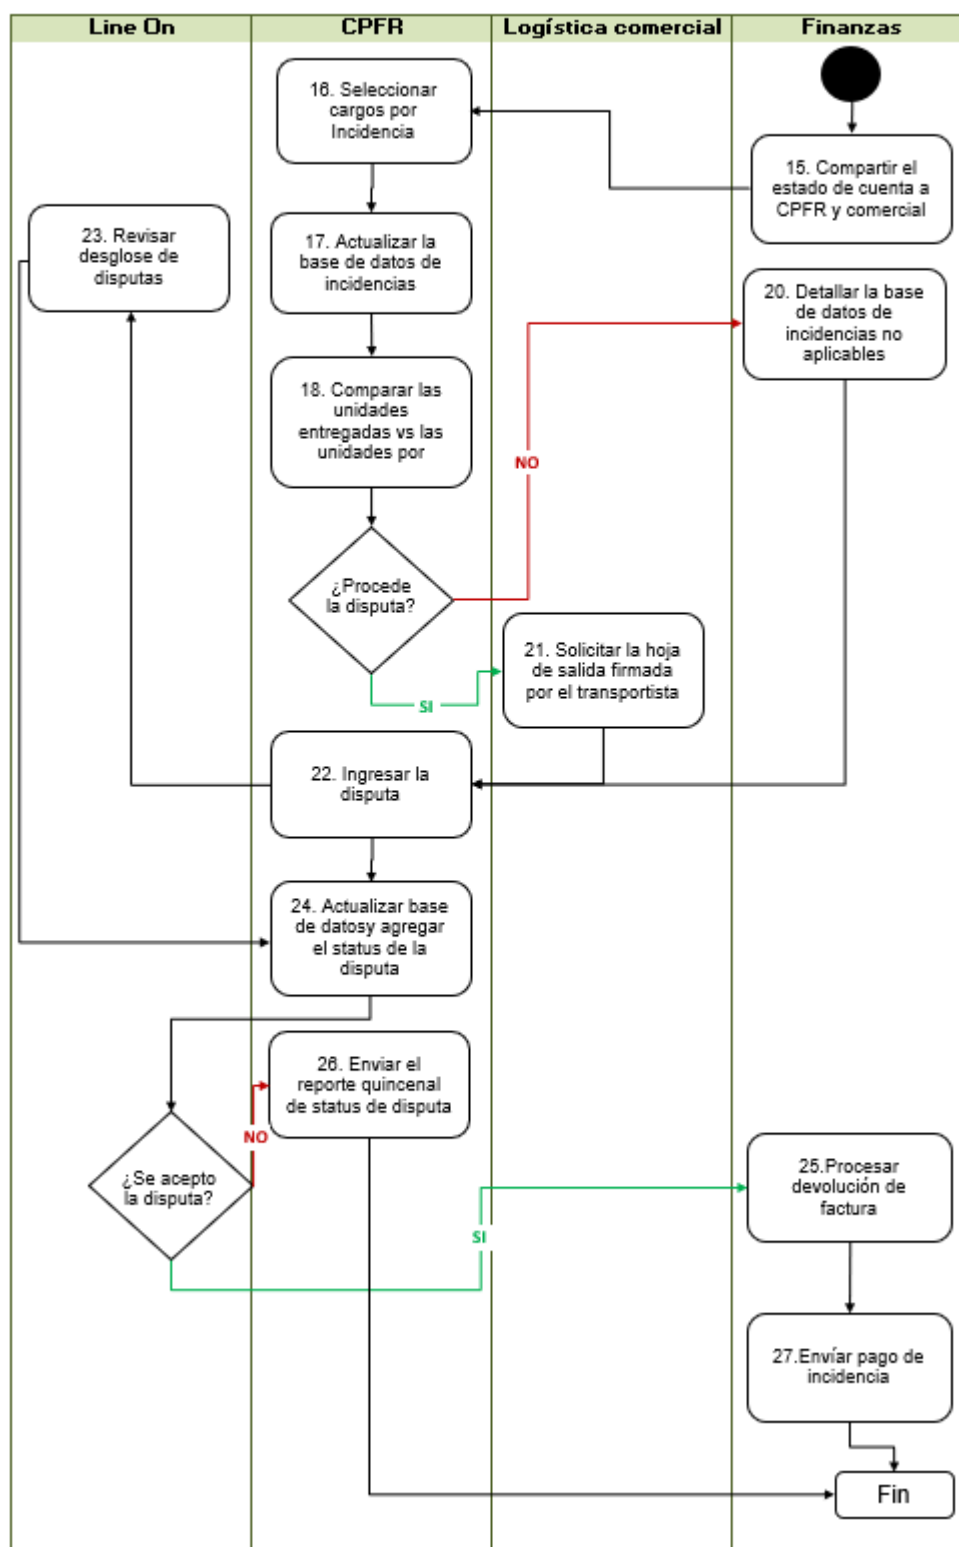 Line On
CPFR
Logística comercial
Finanzas
16. Seleccionar
cargos por
Incidencia
15. Compartir el
estado de cuenta a
CPFR y comercial
23. Revisar
desglose de
disputas
17. Actualizar la
base de datos de
incidencias
20. Detallar la base
de datos de
incidencias no
aplicables
18. Comparar las
unidades
entregadas vs las
unidades por
NO
¿Procede
la disputa?
21. Solicitar la hoja
de salida firmada
por el transportista
SI
22. Ingresar la
disputa
24. Actualizar base
de datosy agregar
el status de la
disputa
26. Enviar el
reporte quincenal
de status de disputa
NO
¿Se acepto
la disputa?
25.Procesar
devolución de
factura
SI
27.Envíar pago de
incidencia
Fin